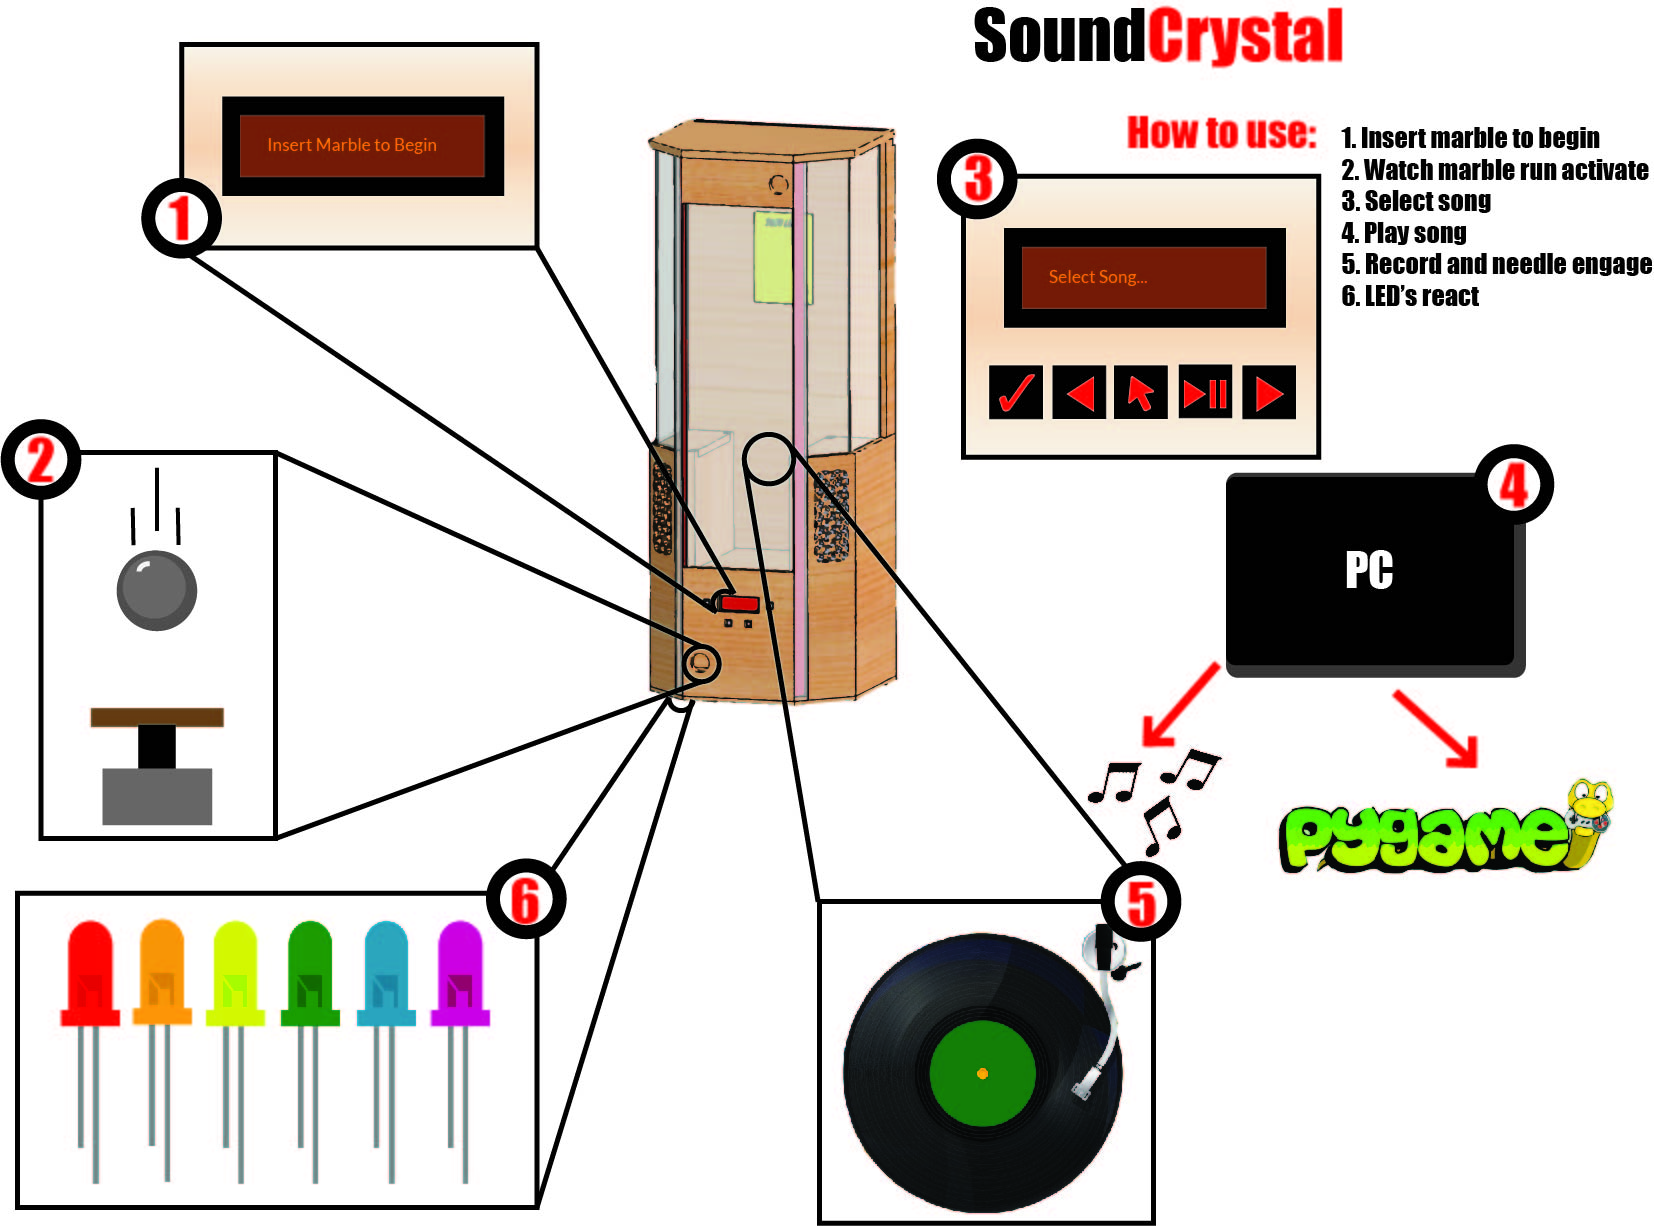 SoundCrystal
How to use:
1. Insert marble to begin
2. Watch marble run activate
3. Select song
4. Play song
5. Record and needle engage
6. LED’s react
Insert Marble to Begin
1
3
Select Song...
2
4
PC
pygame
6
5